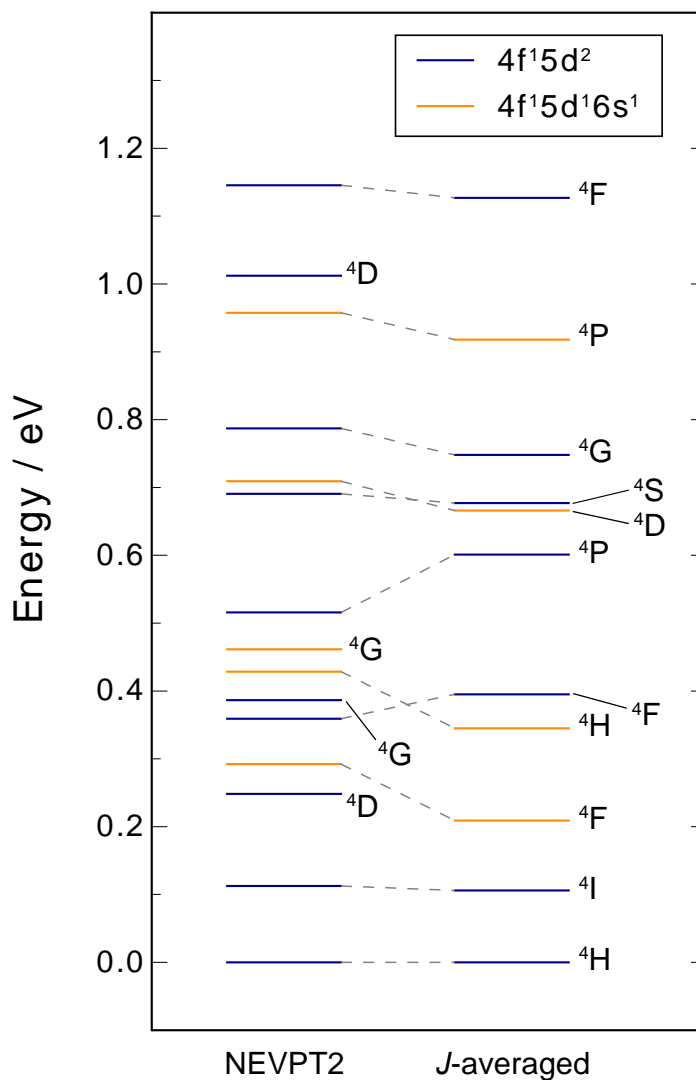 4f¹5d²
4f¹5d¹6s¹
Energy / eV
1.2
1.0
0.8
0.6
0.4
0.2
0.0
⁴F
⁴D
⁴P
⁴G
⁴S
⁴D
⁴P
⁴G
⁴F
⁴H
⁴G
⁴D
⁴F
⁴I
⁴H
NEVPT2
J-averaged